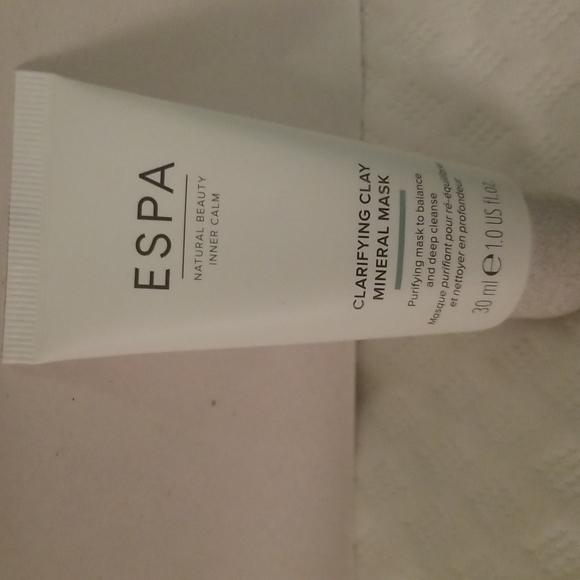 ESPA
NATURAL BEAUTY
INNER CALM
CLARIFYING CLAY
MINERAL MASK
Purifying mask to balance
and deep cleanse
Masque purifiant pour ré-équilibrer
et nettoyer en profondeur
30 ml ℮ 1.0 US fl.oz